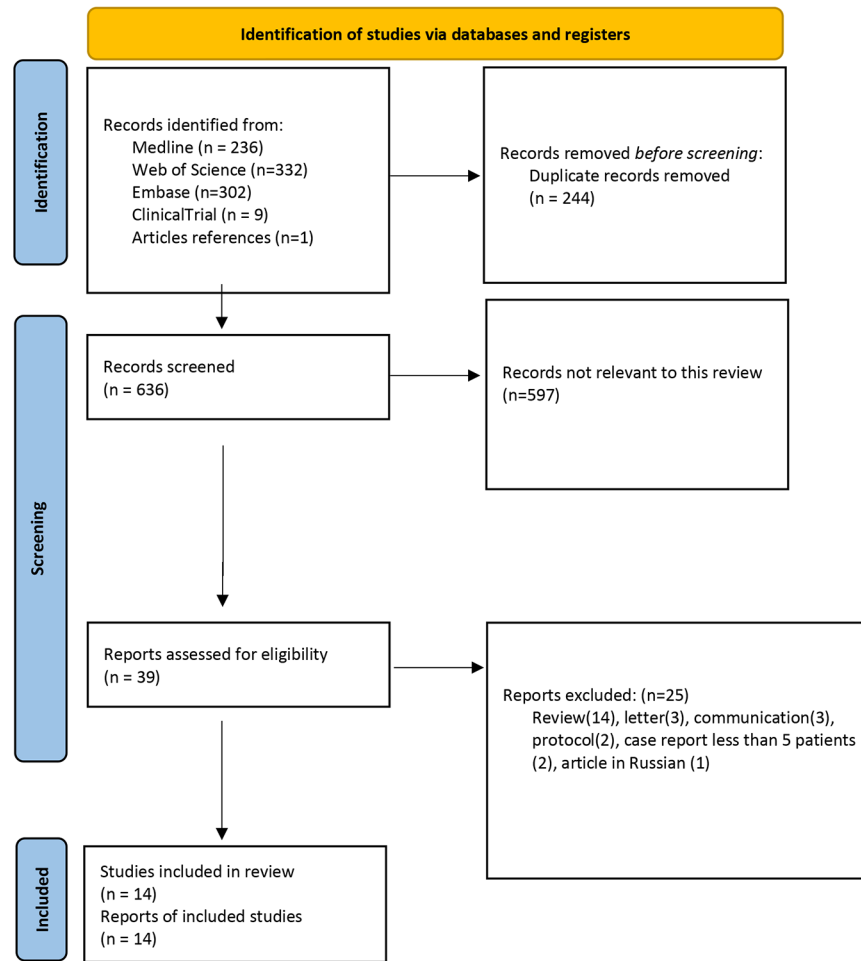 Identification of studies via databases and registers
Identification
Records identified from:
Medline (n = 236)
Web of Science (n=332)
Embase (n=302)
ClinicalTrial (n = 9)
Articles references (n=1)
Records removed before screening:
Duplicate records removed
(n = 244)
Screening
Records screened
(n = 636)
Records not relevant to this review
(n=597)
Reports assessed for eligibility
(n = 39)
Reports excluded: (n=25)
Review(14), letter(3), communication(3),
protocol(2), case report less than 5 patients
(2), article in Russian (1)
Included
Studies included in review
(n = 14)
Reports of included studies
(n = 14)